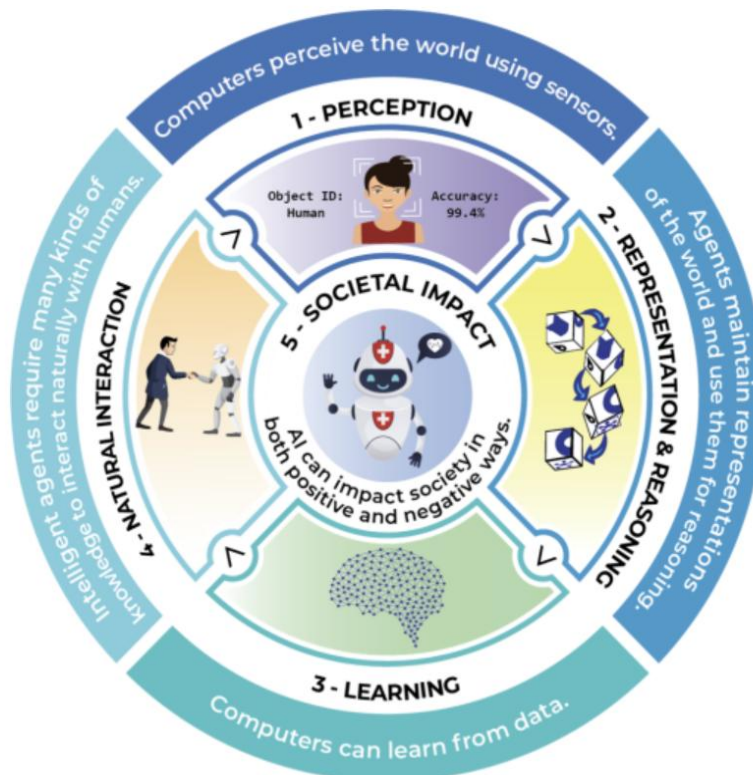 Computers perceive the world using sensors.
1 - PERCEPTION
Object ID:
Human
Accuracy:
99.4%
2 - REPRESENTATION & REASONING
Agents maintain representations
of the world and use them for reasoning.
3 - LEARNING
Computers can learn from data.
4 - NATURAL INTERACTION
Intelligent agents require many kinds of
knowledge to interact naturally with humans.
5 - SOCIETAL IMPACT
AI can impact society in
both positive and negative ways.